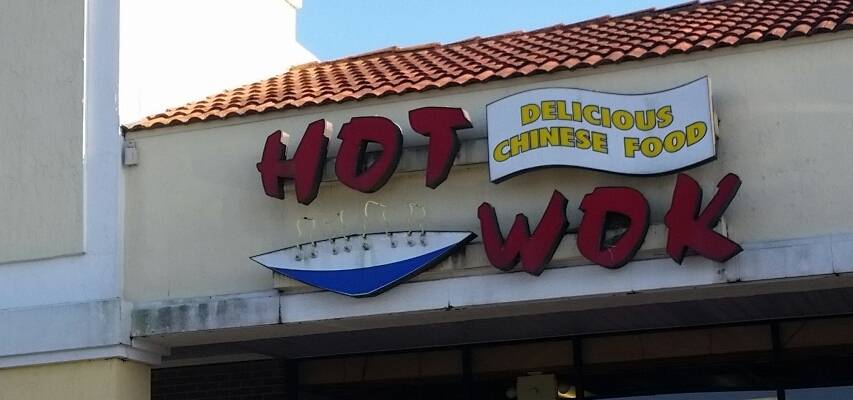 HOT
DELICIOUS
CHINESE FOOD
WOK